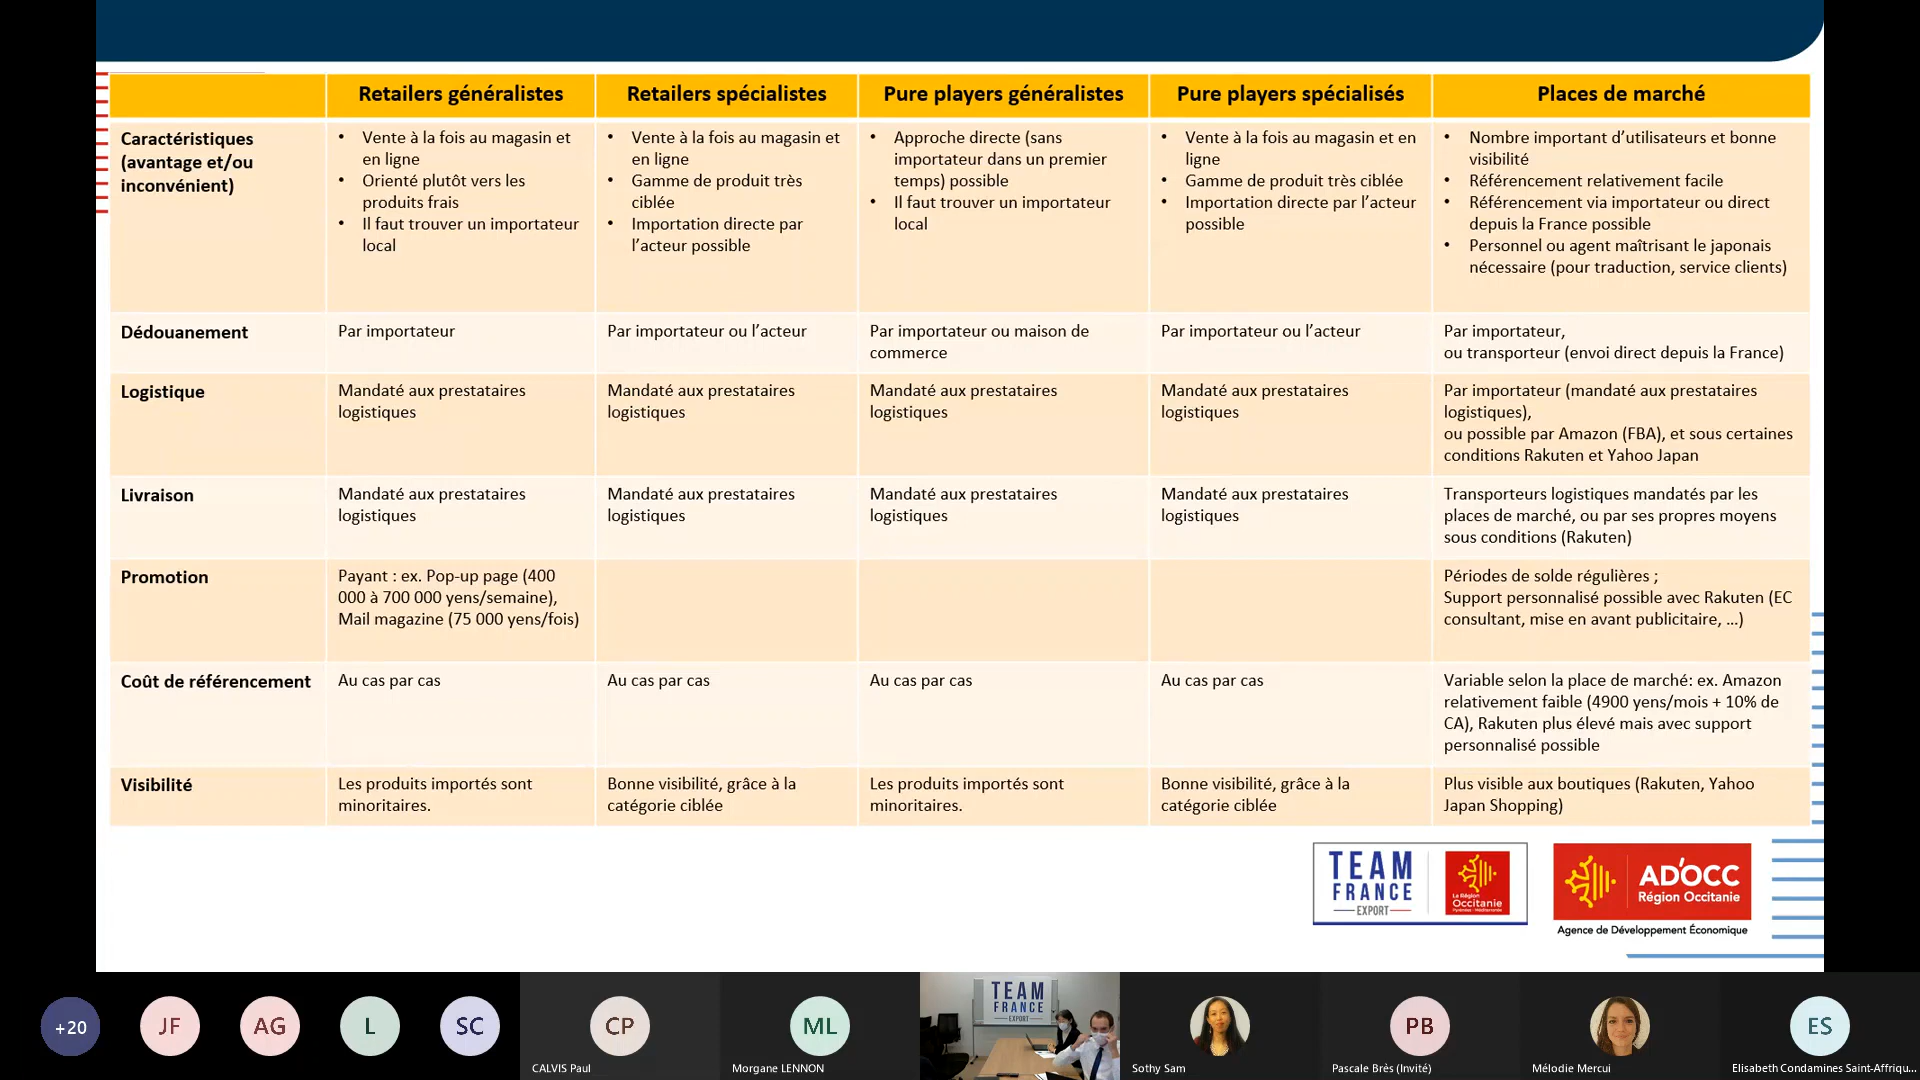 Retailers généralistes
Retailers spécialistes
Pure players généralistes
Pure players spécialisés
Places de marché
Caractéristiques
(avantage et/ou
inconvénient)
• Vente à la fois au magasin et
en ligne
• Orienté plutôt vers les
produits frais
• Il faut trouver un importateur
local
• Vente à la fois au magasin et
en ligne
• Gamme de produit très
ciblée
• Importation directe par
l’acteur possible
• Approche directe (sans
importateur dans un premier
temps) possible
• Il faut trouver un importateur
local
• Vente à la fois au magasin et en
ligne
• Gamme de produit très ciblée
• Importation directe par l’acteur
possible
• Nombre important d’utilisateurs et bonne
visibilité
• Référencement relativement facile
• Référencement via importateur ou direct
depuis la France possible
• Personnel ou agent maîtrisant le japonais
nécessaire (pour traduction, service clients)
Dédouanement
Par importateur
Par importateur ou l’acteur
Par importateur ou maison de
commerce
Par importateur ou l’acteur
Par importateur,
ou transporteur (envoi direct depuis la France)
Logistique
Mandaté aux prestataires
logistiques
Mandaté aux prestataires
logistiques
Mandaté aux prestataires
logistiques
Mandaté aux prestataires
logistiques
Par importateur (mandaté aux prestataires
logistiques),
ou possible par Amazon (FBA), et sous certaines
conditions Rakuten et Yahoo Japan
Livraison
Mandaté aux prestataires
logistiques
Mandaté aux prestataires
logistiques
Mandaté aux prestataires
logistiques
Mandaté aux prestataires
logistiques
Transporteurs logistiques mandatés par les
places de marché, ou par ses propres moyens
sous conditions (Rakuten)
Promotion
Payant : ex. Pop-up page (400
000 à 700 000 yens/semaine),
Mail magazine (75 000 yens/fois)
Périodes de solde régulières ;
Support personnalisé possible avec Rakuten (EC
consultant, mise en avant publicitaire, …)
Coût de référencement
Au cas par cas
Au cas par cas
Au cas par cas
Au cas par cas
Variable selon la place de marché: ex. Amazon
relativement faible (4900 yens/mois + 10% de
CA), Rakuten plus élevé mais avec support
personnalisé possible
Visibilité
Les produits importés sont
minoritaires.
Bonne visibilité, grâce à la
catégorie ciblée
Les produits importés sont
minoritaires.
Bonne visibilité, grâce à la
catégorie ciblée
Plus visible aux boutiques (Rakuten, Yahoo
Japan Shopping)
TEAM
FRANCE
EXPORT
La Région
Occitanie
Pyrénées - Méditerranée
AD'OCC
Région Occitanie
Agence de Développement Économique
+20
JF
AG
L
SC
CP
CALVIS Paul
ML
Morgane LENNON
TEAM
FRANCE
EXPORT
Sothy Sam
PB
Pascale Brès (Invité)
Mélodie Mercui
ES
Elisabeth Condamines Saint-Affriqu...